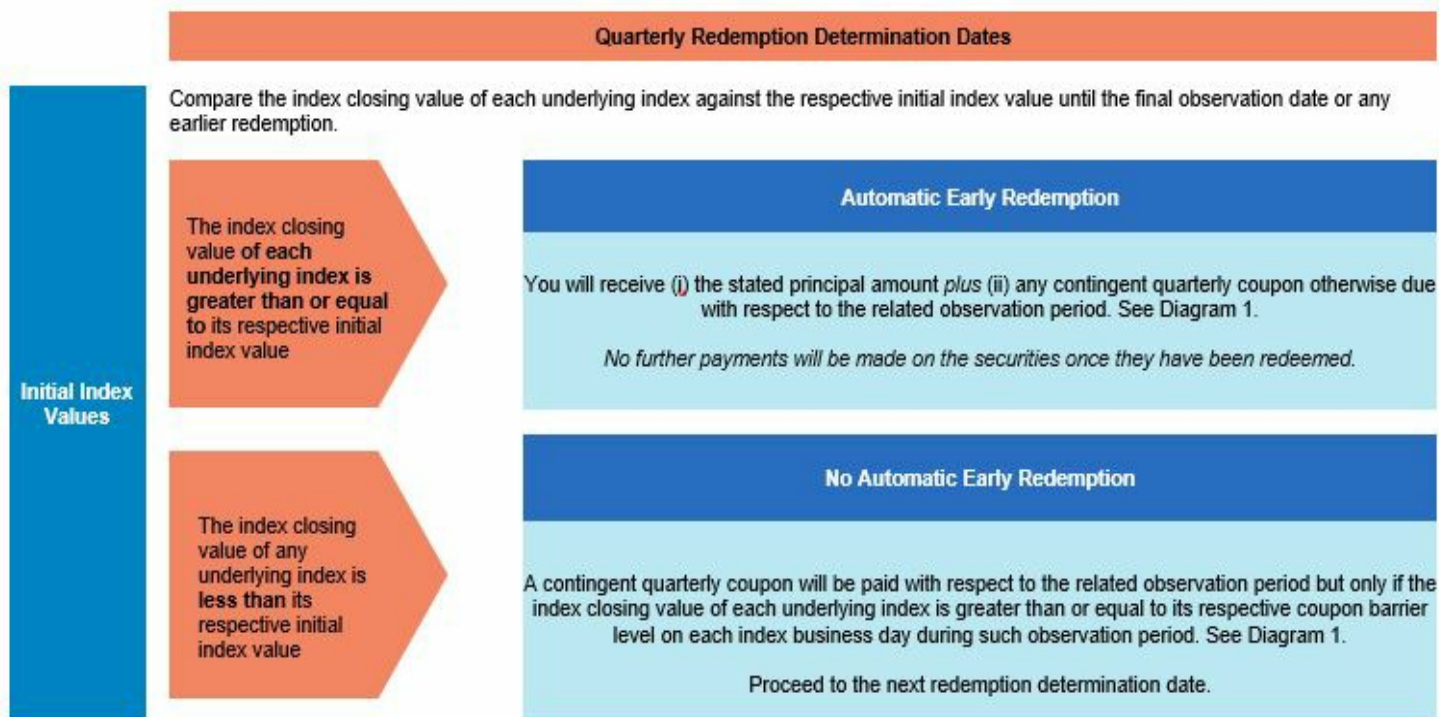 Quarterly Redemption Determination Dates
Compare the index closing value of each underlying index against the respective initial index value until the final observation date or any
earlier redemption.
Initial Index
Values
The index closing
value of each
underlying index is
greater than or equal
to its respective initial
index value
Automatic Early Redemption
You will receive (i) the stated principal amount plus (ii) any contingent quarterly coupon otherwise due
with respect to the related observation period. See Diagram 1.
No further payments will be made on the securities once they have been redeemed.
The index closing
value of any
underlying index is
less than its
respective initial
index value
No Automatic Early Redemption
A contingent quarterly coupon will be paid with respect to the related observation period but only if the
index closing value of each underlying index is greater than or equal to its respective coupon barrier
level on each index business day during such observation period. See Diagram 1.
Proceed to the next redemption determination date.